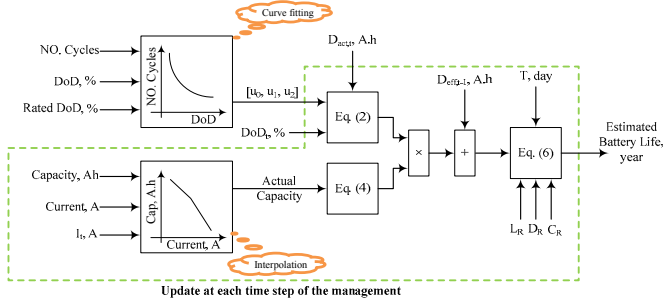 Curve fitting
NO. Cycles
DoD, %
Rated DoD, %
NO. Cycles
DoD
[u0, u1, u2]
DoDt, %
Dact,t, A.h
Eq. (2)
Deff,t-1, A.h
T, day
×
+
Eq. (6)
Estimated
Battery Life,
year
Capacity, Ah
Current, A
It, A
Cap, A.h
Current, A
Actual
Capacity
Eq. (4)
LR DR CR
Interpolation
Update at each time step of the management